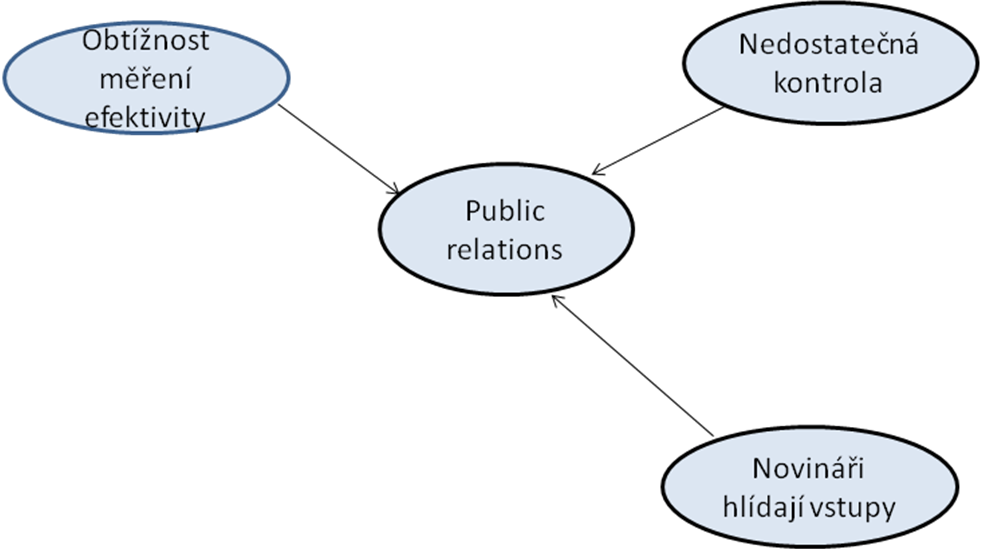 Obtížnost
měření
efektivity
Nedostatečná
kontrola
Public
relations
Novináři
hlídají vstupy